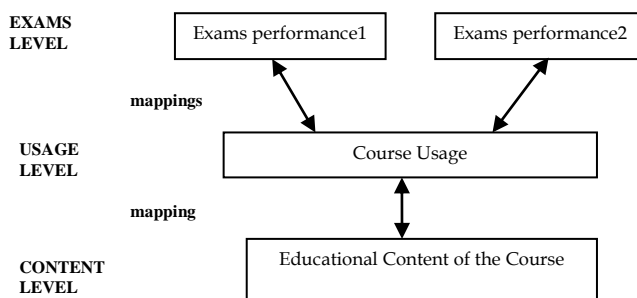 EXAMS
LEVEL
Exams performance1
Exams performance2
mappings
USAGE
LEVEL
Course Usage
mapping
CONTENT
LEVEL
Educational Content of the Course